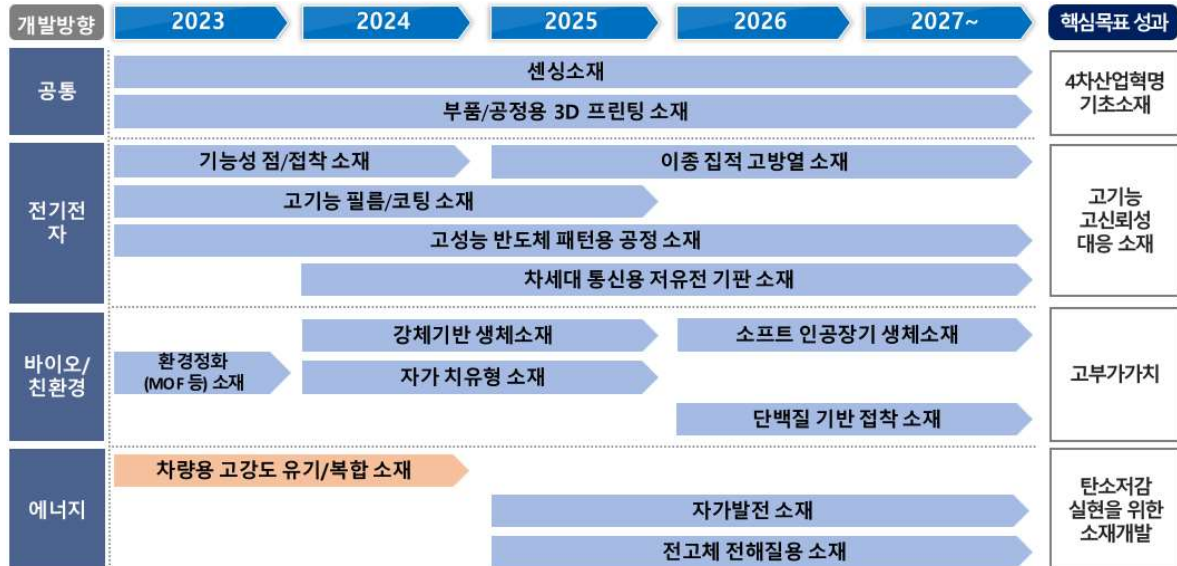 개발방향
2023
2024
2025
2026
2027~
핵심목표 성과
공통
센싱소재
부품/공정용 3D 프린팅 소재
4차산업혁명
기초소재
전기전
자
기능성 점/접착 소재
이종 집적 고방열 소재
고기능 필름/코팅 소재
고성능 반도체 패턴용 공정 소재
차세대 통신용 저유전 기판 소재
고기능
고신뢰성
대응 소재
바이오/
친환경
강체기반 생체소재
소프트 인공장기 생체소재
환경정화
(MOF 등) 소재
자가 치유형 소재
단백질 기반 접착 소재
고부가가치
에너지
차량용 고강도 유기/복합 소재
자가발전 소재
전고체 전해질용 소재
탄소저감
실현을 위한
소재개발